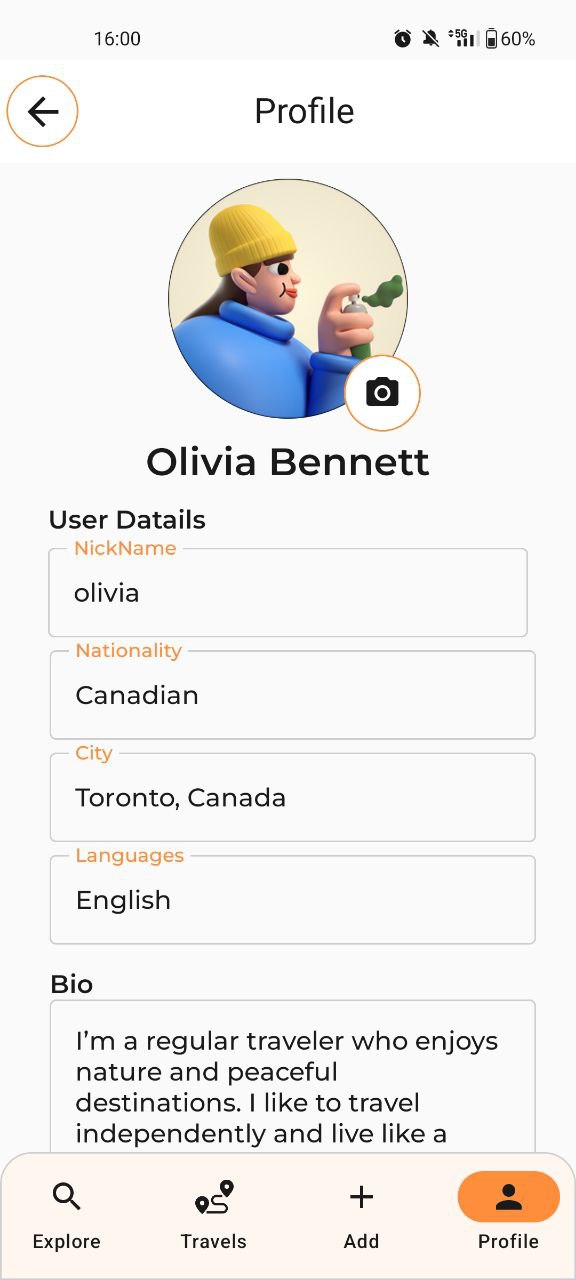 16:00
5G
60%
Profile
Olivia Bennett
User Datails
NickName
olivia
Nationality
Canadian
City
Toronto, Canada
Languages
English
Bio
I’m a regular traveler who enjoys
nature and peaceful
destinations. I like to travel
independently and live like a
Explore
Travels
Add
Profile